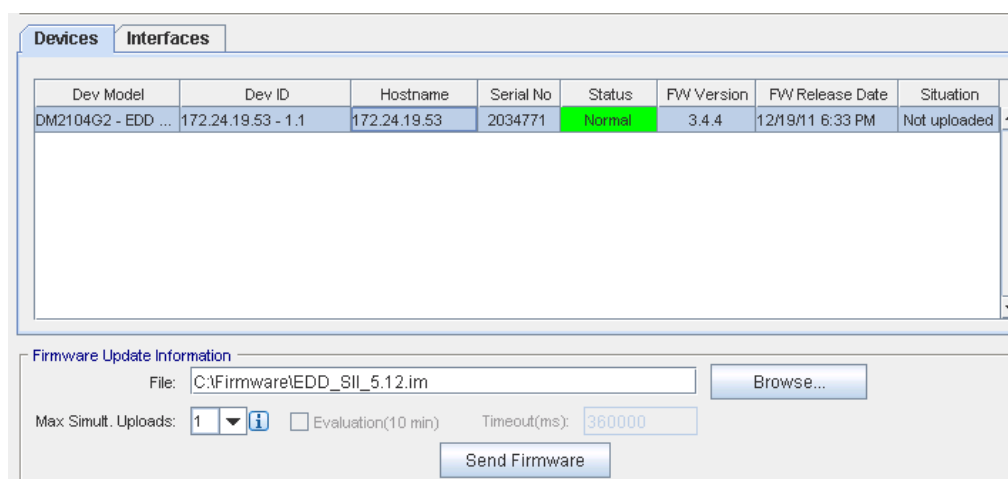 Devices Interfaces
Dev Model Dev ID Hostname Serial No Status FW Version FW Release Date Situation
DM2104G2 - EDD ... 172.24.19.53 - 1.1 172.24.19.53 2034771 Normal 3.4.4 12/19/11 6:33 PM Not uploaded
Firmware Update Information
File: C:\Firmware\EDD_SII_5.12.im Browse...
Max Simult. Uploads: 1 i Evaluation(10 min) Timeout(ms): 360000
Send Firmware